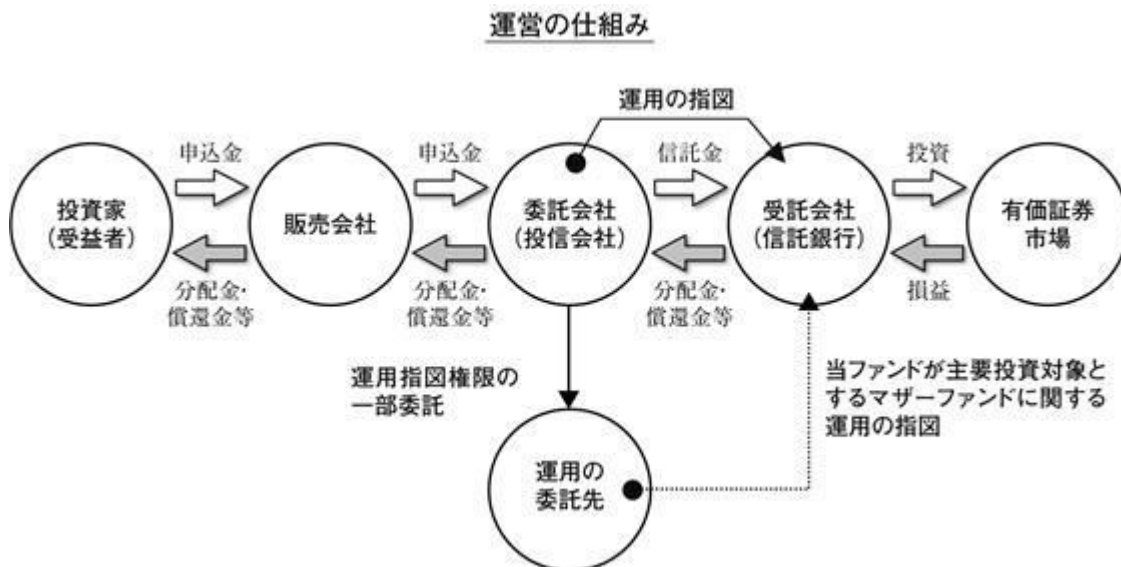 運営の仕組み
運用の指図
申込金
申込金
信託金
投資
投資家
(受益者)
販売会社
委託会社
(投信会社)
受託会社
(信託銀行)
有価証券
市場
分配金・
償還金等
分配金・
償還金等
分配金・
償還金等
損益
運用指図権限の
一部委託
当ファンドが主要投資対象と
するマザーファンドに関する
運用の指図
運用の
委託先